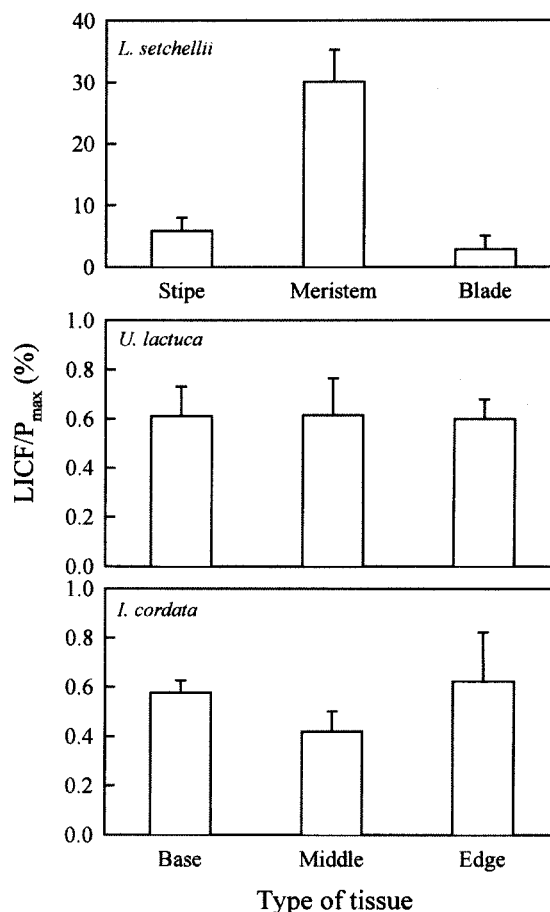 40
L. setchellii
30
20
10
0
Stipe Meristem Blade
1.0
U. lactuca
0.8
0.6
0.4
0.2
0.0
LICF/Pmax (%)
1.0
I. cordata
0.8
0.6
0.4
0.2
0.0
Base Middle Edge
Type of tissue